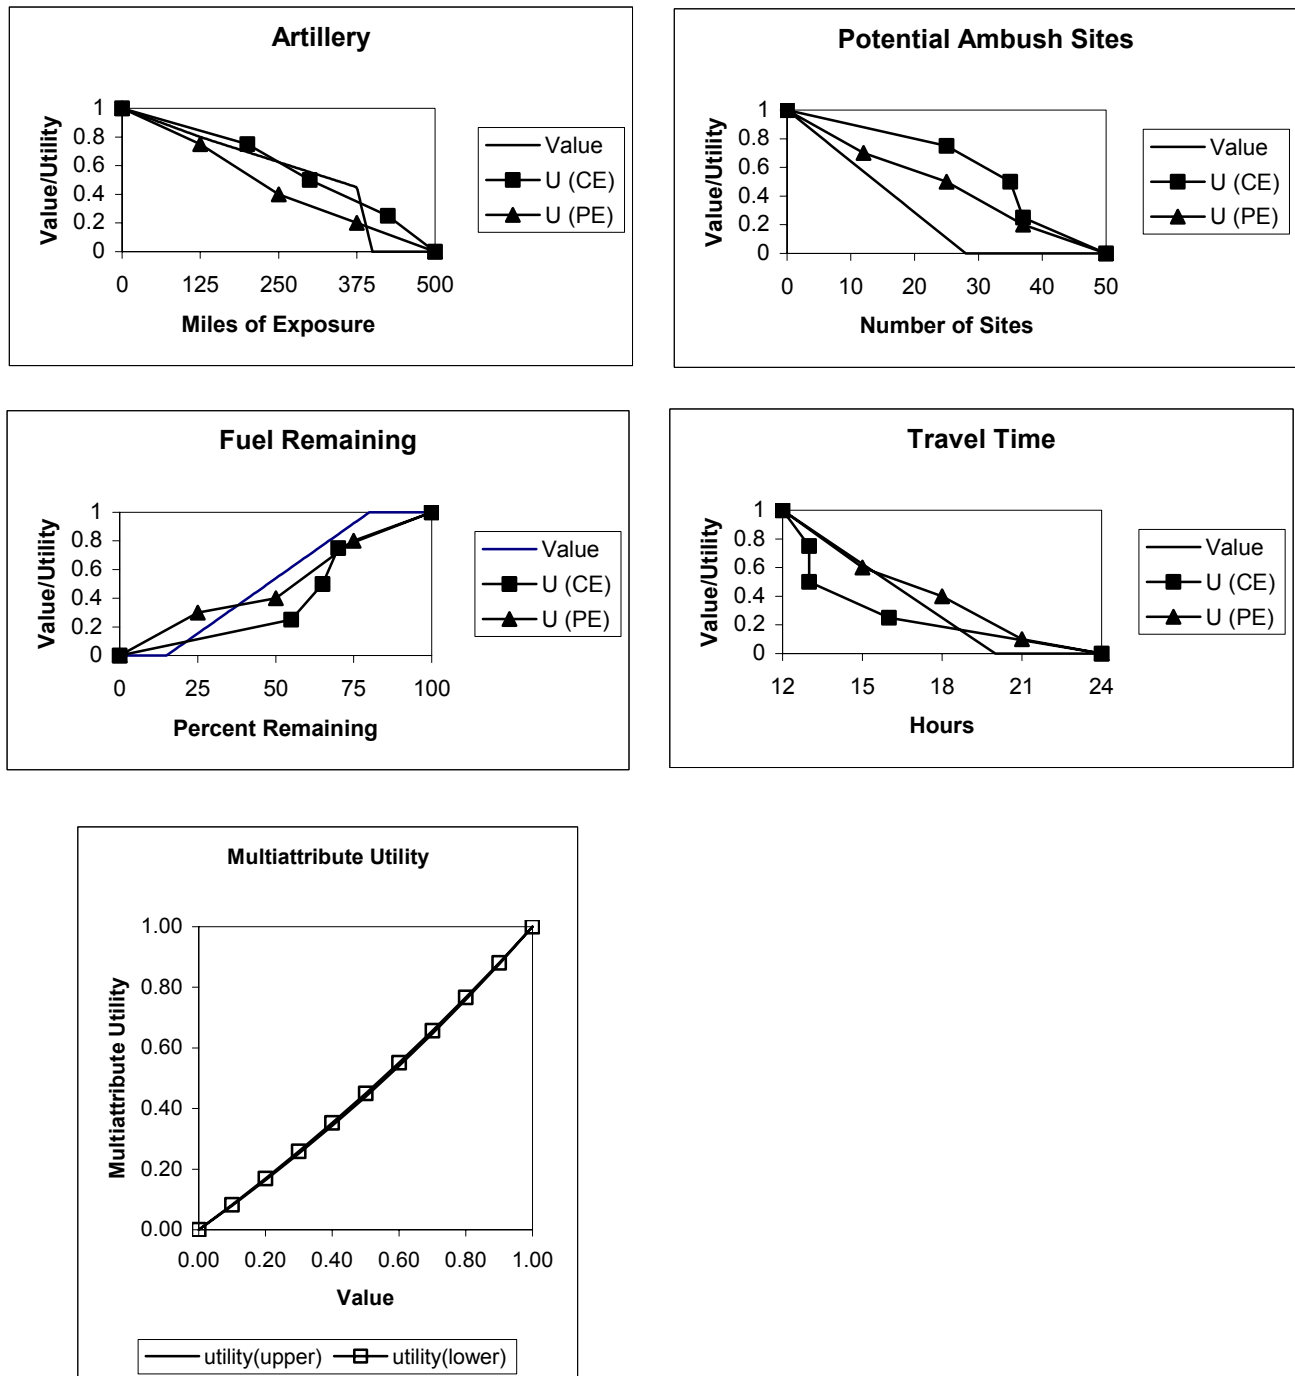 Artillery
Value/Utility
1
0.8
0.6
0.4
0.2
0
0 125 250 375 500
Miles of Exposure
Value
U (CE)
U (PE)
Potential Ambush Sites
Value/Utility
1
0.8
0.6
0.4
0.2
0
0 10 20 30 40 50
Number of Sites
Value
U (CE)
U (PE)
Fuel Remaining
Value/Utility
1
0.8
0.6
0.4
0.2
0
0 25 50 75 100
Percent Remaining
Value
U (CE)
U (PE)
Travel Time
Value/Utility
1
0.8
0.6
0.4
0.2
0
12 15 18 21 24
Hours
Value
U (CE)
U (PE)
Multiattribute Utility
Multiattribute Utility
1.00
0.80
0.60
0.40
0.20
0.00
0.00 0.20 0.40 0.60 0.80 1.00
Value
utility(upper) utility(lower)